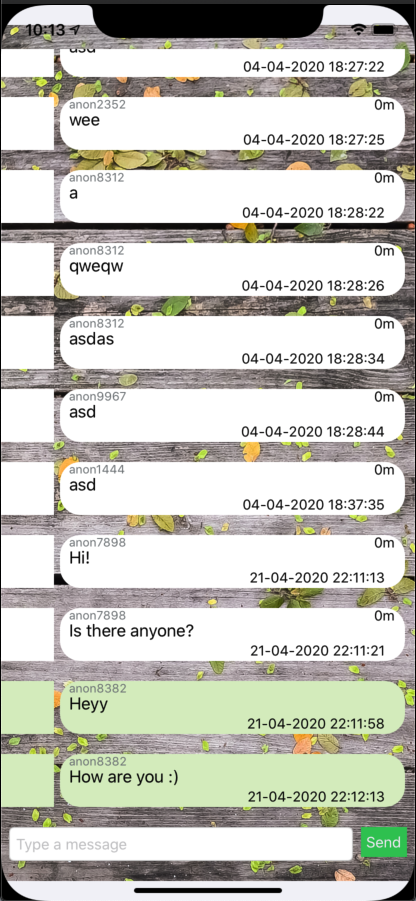 10:13
asd
04-04-2020 18:27:22
anon2352 0m
wee
04-04-2020 18:27:25
anon8312 0m
a
04-04-2020 18:28:22
anon8312 0m
qweqw
04-04-2020 18:28:26
anon8312 0m
asdas
04-04-2020 18:28:34
anon9967 0m
asd
04-04-2020 18:28:44
anon1444 0m
asd
04-04-2020 18:37:35
anon7898 0m
Hi!
21-04-2020 22:11:13
anon7898 0m
Is there anyone?
21-04-2020 22:11:21
anon8382
Heyy
21-04-2020 22:11:58
anon8382
How are you :)
21-04-2020 22:12:13
Type a message Send